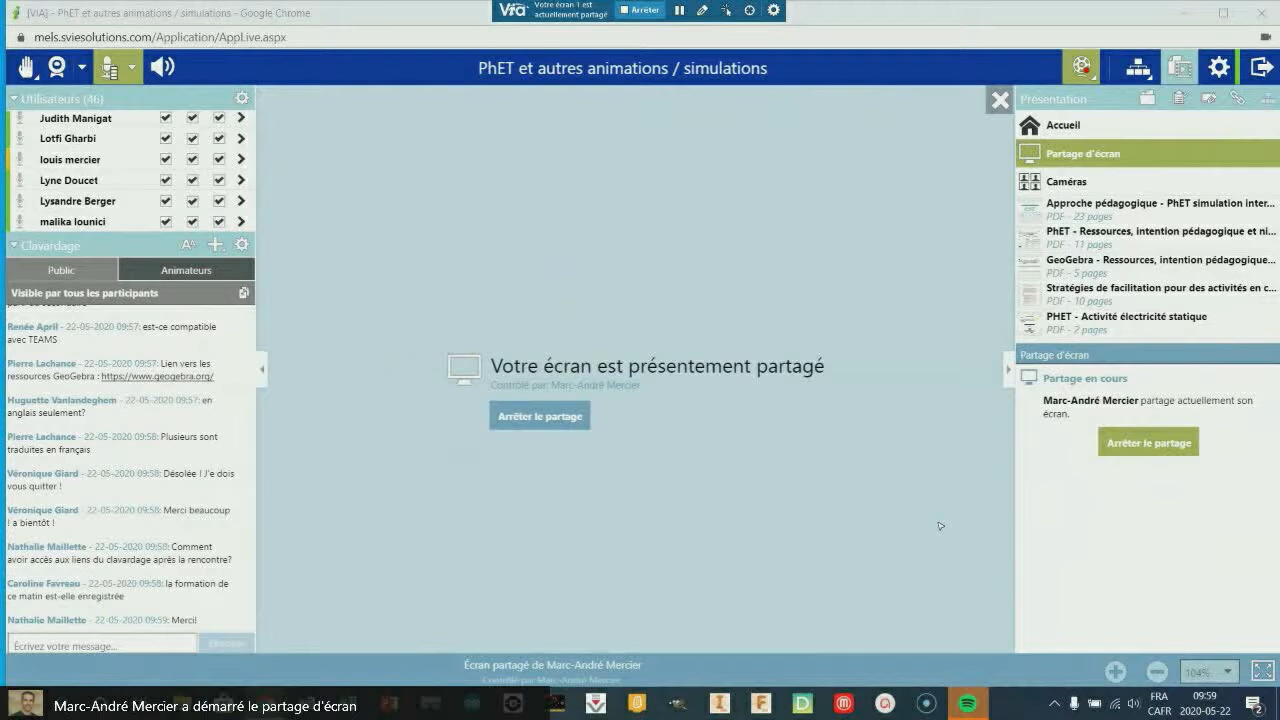 [VIA] - PhET et autres animations / simulations - Google Chrome
Via
Votre écran 1 est
actuellement partagé
Arrêter
mels.sviesolutions.com/Application/AppLive.aspx
PhET et autres animations / simulations
Utilisateurs (46)
Judith Manigat
Lotfi Gharbi
louis mercier
Lyne Doucet
Lysandre Berger
malika lounici
Clavardage
Public
Animateurs
Visible par tous les participants
Renée April - 22-05-2020 09:57: est-ce compatible
avec TEAMS
Pierre Lachance - 22-05-2020 09:57: Lien vers les
ressources GeoGebra : https://www.geogebra.org/
Huguette Vanlandeghem - 22-05-2020 09:57: en
anglais seulement?
Pierre Lachance - 22-05-2020 09:58: Plusieurs sont
traduites en français
Véronique Giard - 22-05-2020 09:58: Désolée ! J'e dois
vous quitter !
Véronique Giard - 22-05-2020 09:58: Merci beaucoup
! a bientôt !
Nathalie Maillette - 22-05-2020 09:58: Comment
avoir accès aux liens du clavardage après la rencontre?
Caroline Favreau - 22-05-2020 09:58: la formation de
ce matin est-elle enregistrée
Nathalie Maillette - 22-05-2020 09:59: Merci!
Écrivez votre message...
Votre écran est présentement partagé
Contrôlé par: Marc-André Mercier
Arrêter le partage
Présentation
Accueil
Partage d'écran
Caméras
Approche pédagogique - PhET simulation inter...
PDF - 23 pages
PhET - Ressources, intention pédagogique et ni...
PDF - 11 pages
GeoGebra - Ressources, intention pédagogique...
PDF - 5 pages
Stratégies de facilitation pour des activités en c...
PDF - 10 pages
PHET - Activité électricité statique
PDF - 2 pages
Partage d'écran
Partage en cours
Marc-André Mercier partage actuellement son
écran.
Arrêter le partage
Écran partagé de Marc-André Mercier
Contrôlé par: Marc-André Mercier
Marc-André Mercier a démarré le partage d'écran
FRA
CAFR
09:59
2020-05-22